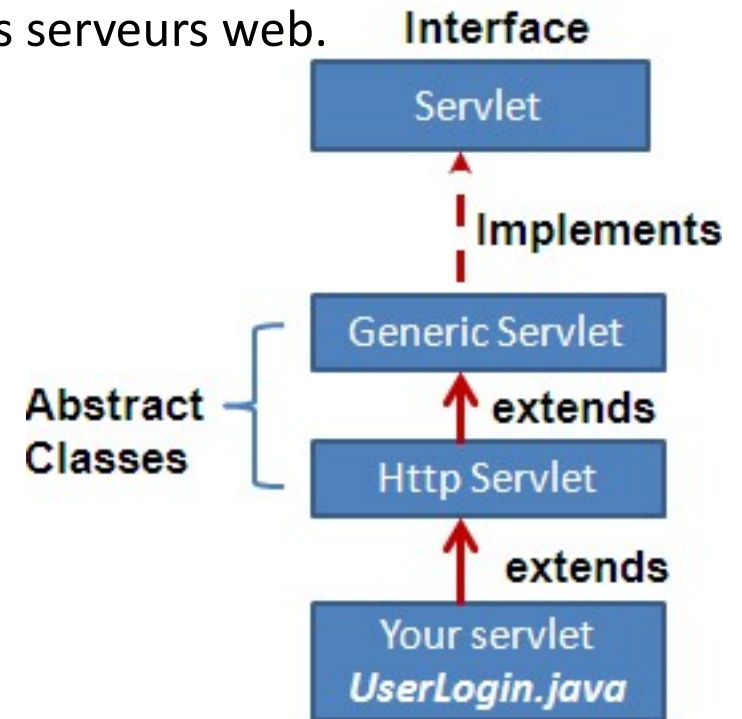 s serveurs web.
Interface
Servlet
Implements
Generic Servlet
Abstract
Classes
extends
Http Servlet
extends
Your servlet
UserLogin.java